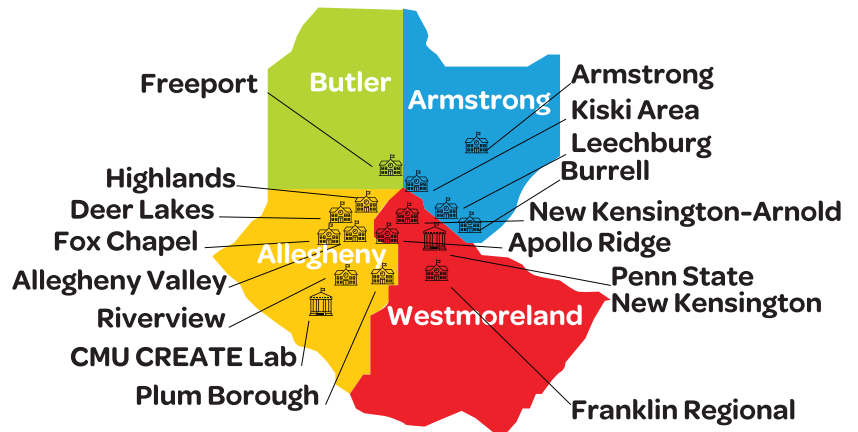 Armstrong
Freeport
Butler
Armstrong
Kiski Area
Leechburg
Burrell
Highlands
Deer Lakes
New Kensington-Arnold
Fox Chapel
Apollo Ridge
Allegheny
Allegheny Valley
Penn State
New Kensington
Riverview
Westmoreland
CMU CREATE Lab
Plum Borough
Franklin Regional